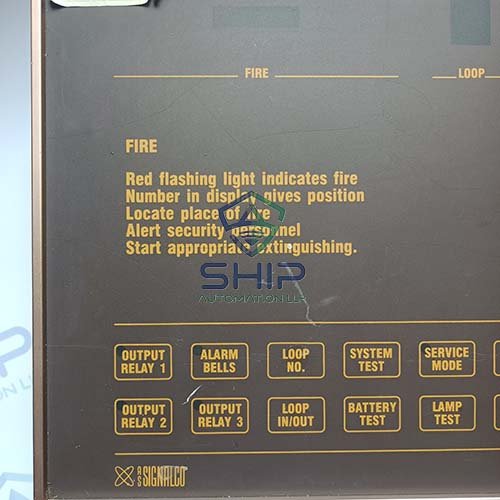 FIRE
LOOP
FIRE
Red flashing light indicates fire
Number in display gives position
Locate place of fire
Alert security personnel
Start appropriate extinguishing.
SHIP
AUTOMATION LLP
OUTPUT RELAY 1
ALARM BELLS
LOOP NO.
SYSTEM TEST
SERVICE MODE
OUTPUT RELAY 2
OUTPUT RELAY 3
LOOP IN/OUT
BATTERY TEST
LAMP TEST
SIGNALCO